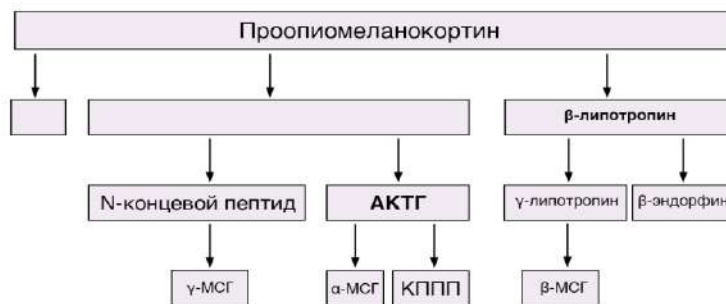 Проопиомеланокортин
β-липотропин
N-концевой пептид
АКТГ
γ-липотропин
β-эндорфин
γ-МСГ
α-МСГ
КППП
β-МСГ